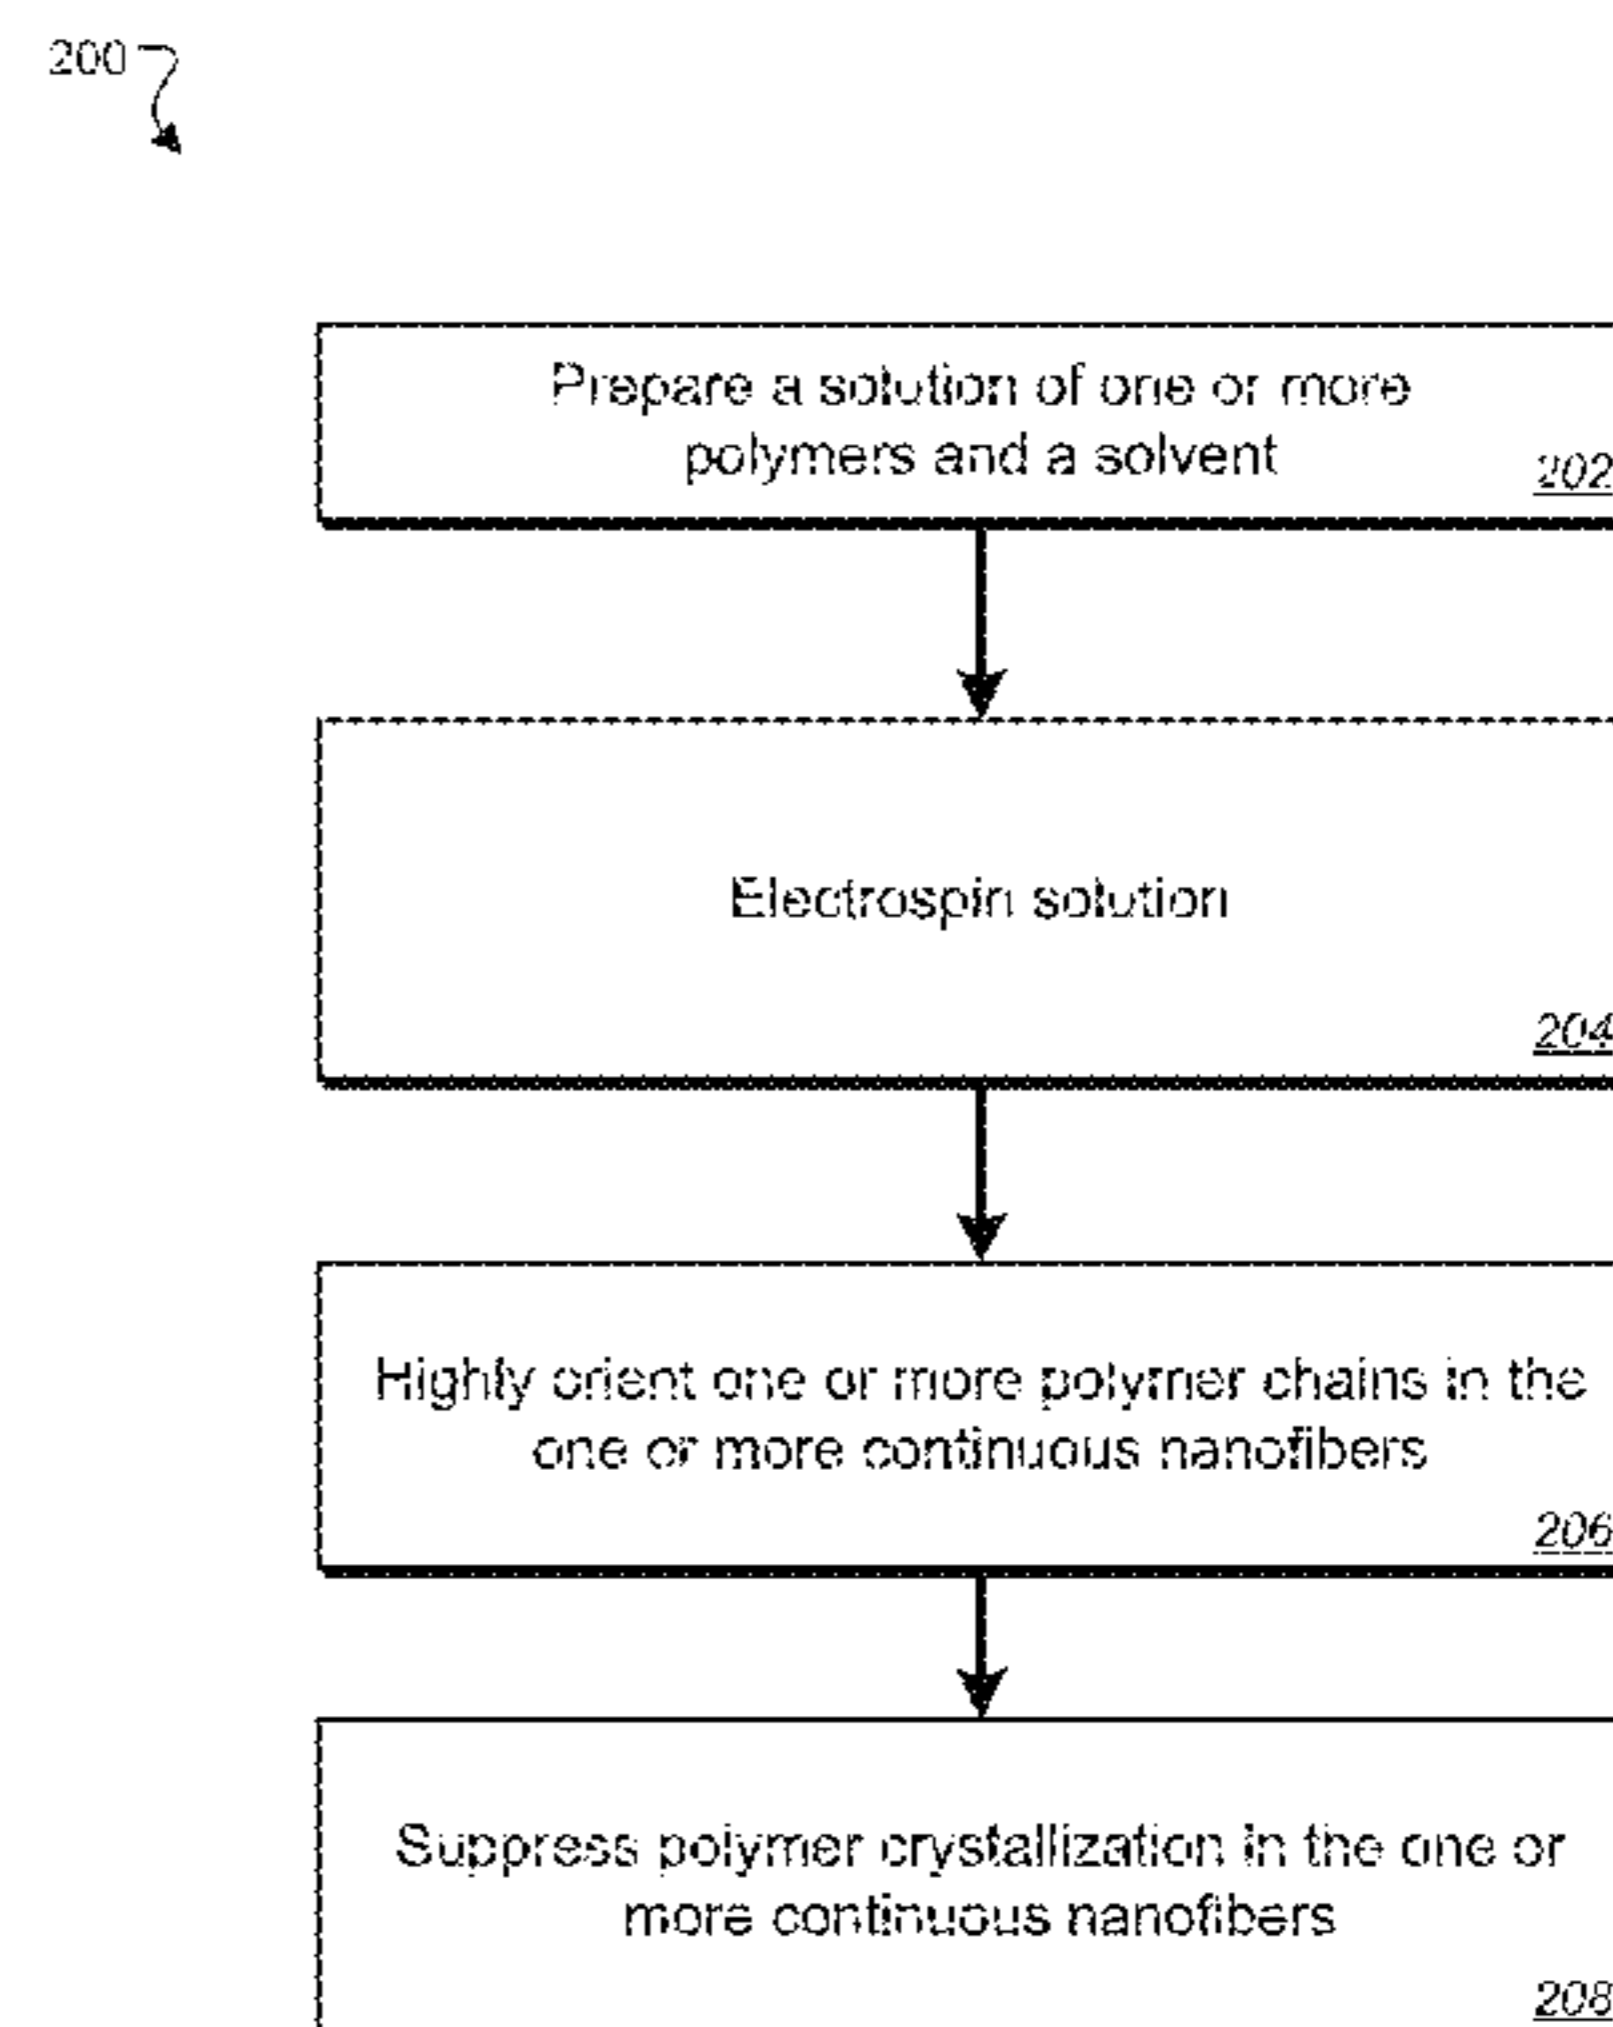 200
Prepare a solution of one or more
polymers and a solvent
202
Electrospin solution
204
Highly orient one or more polymer chains in the
one or more continuous nanofibers
206
Suppress polymer crystallization in the one or
more continuous nanofibers
208